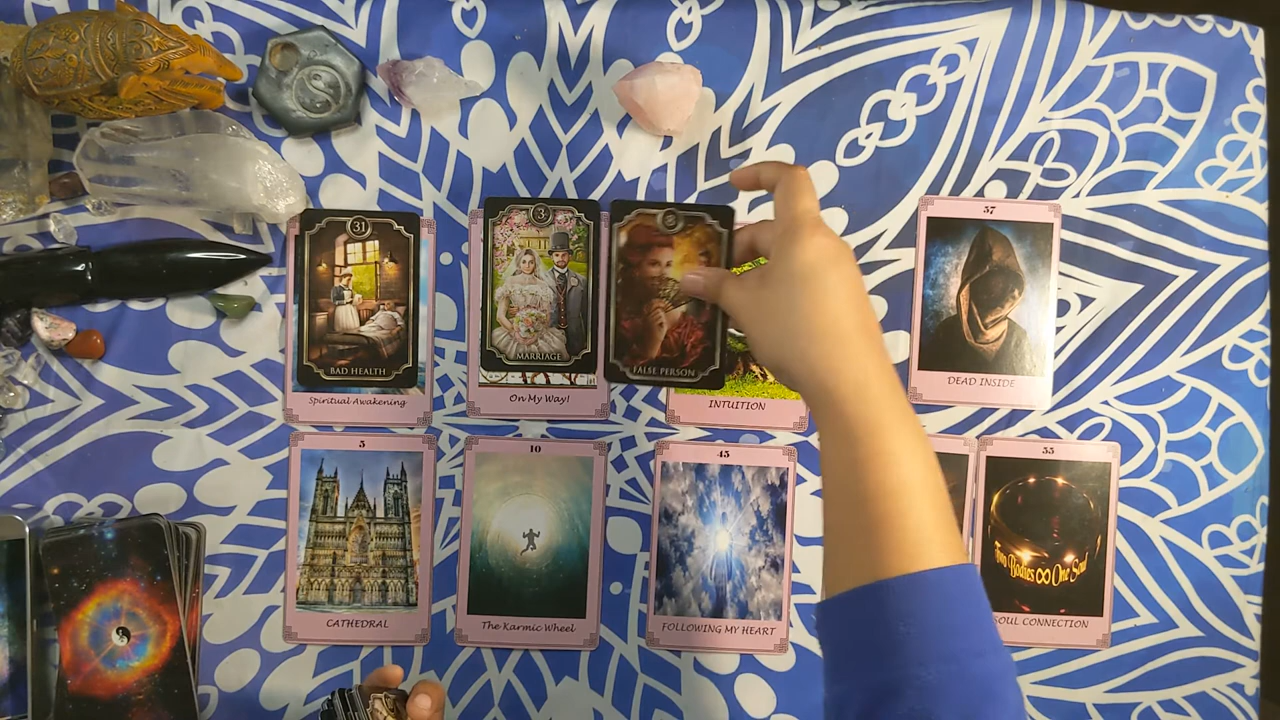 31
BAD HEALTH
Spiritual Awakening
3
MARRIAGE
On My Way!
FALSE PERSON
INTUITION
37
DEAD INSIDE
5
CATHEDRAL
10
The Karmic Wheel
45
FOLLOWING MY HEART
55
Two Bodies ∞ One Soul
SOUL CONNECTION